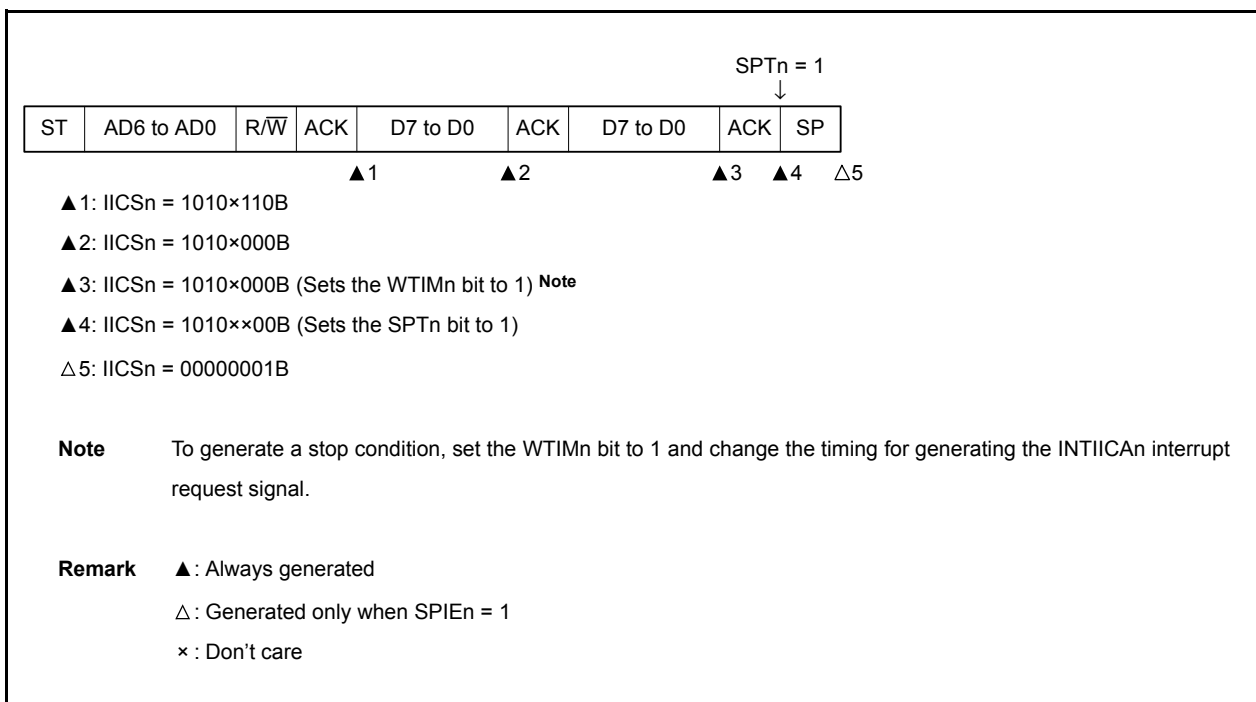 SPTn = 1
↓
ST AD6 to AD0 R/W̅ ACK D7 to D0 ACK D7 to D0 ACK SP
▲1 ▲2 ▲3 ▲4 △5
▲1: IICSn = 1010×110B
▲2: IICSn = 1010×000B
▲3: IICSn = 1010×000B (Sets the WTIMn bit to 1) Note
▲4: IICSn = 1010××00B (Sets the SPTn bit to 1)
△5: IICSn = 00000001B
Note To generate a stop condition, set the WTIMn bit to 1 and change the timing for generating the INTIICAn interrupt
request signal.
Remark ▲: Always generated
△: Generated only when SPIEn = 1
× : Don't care